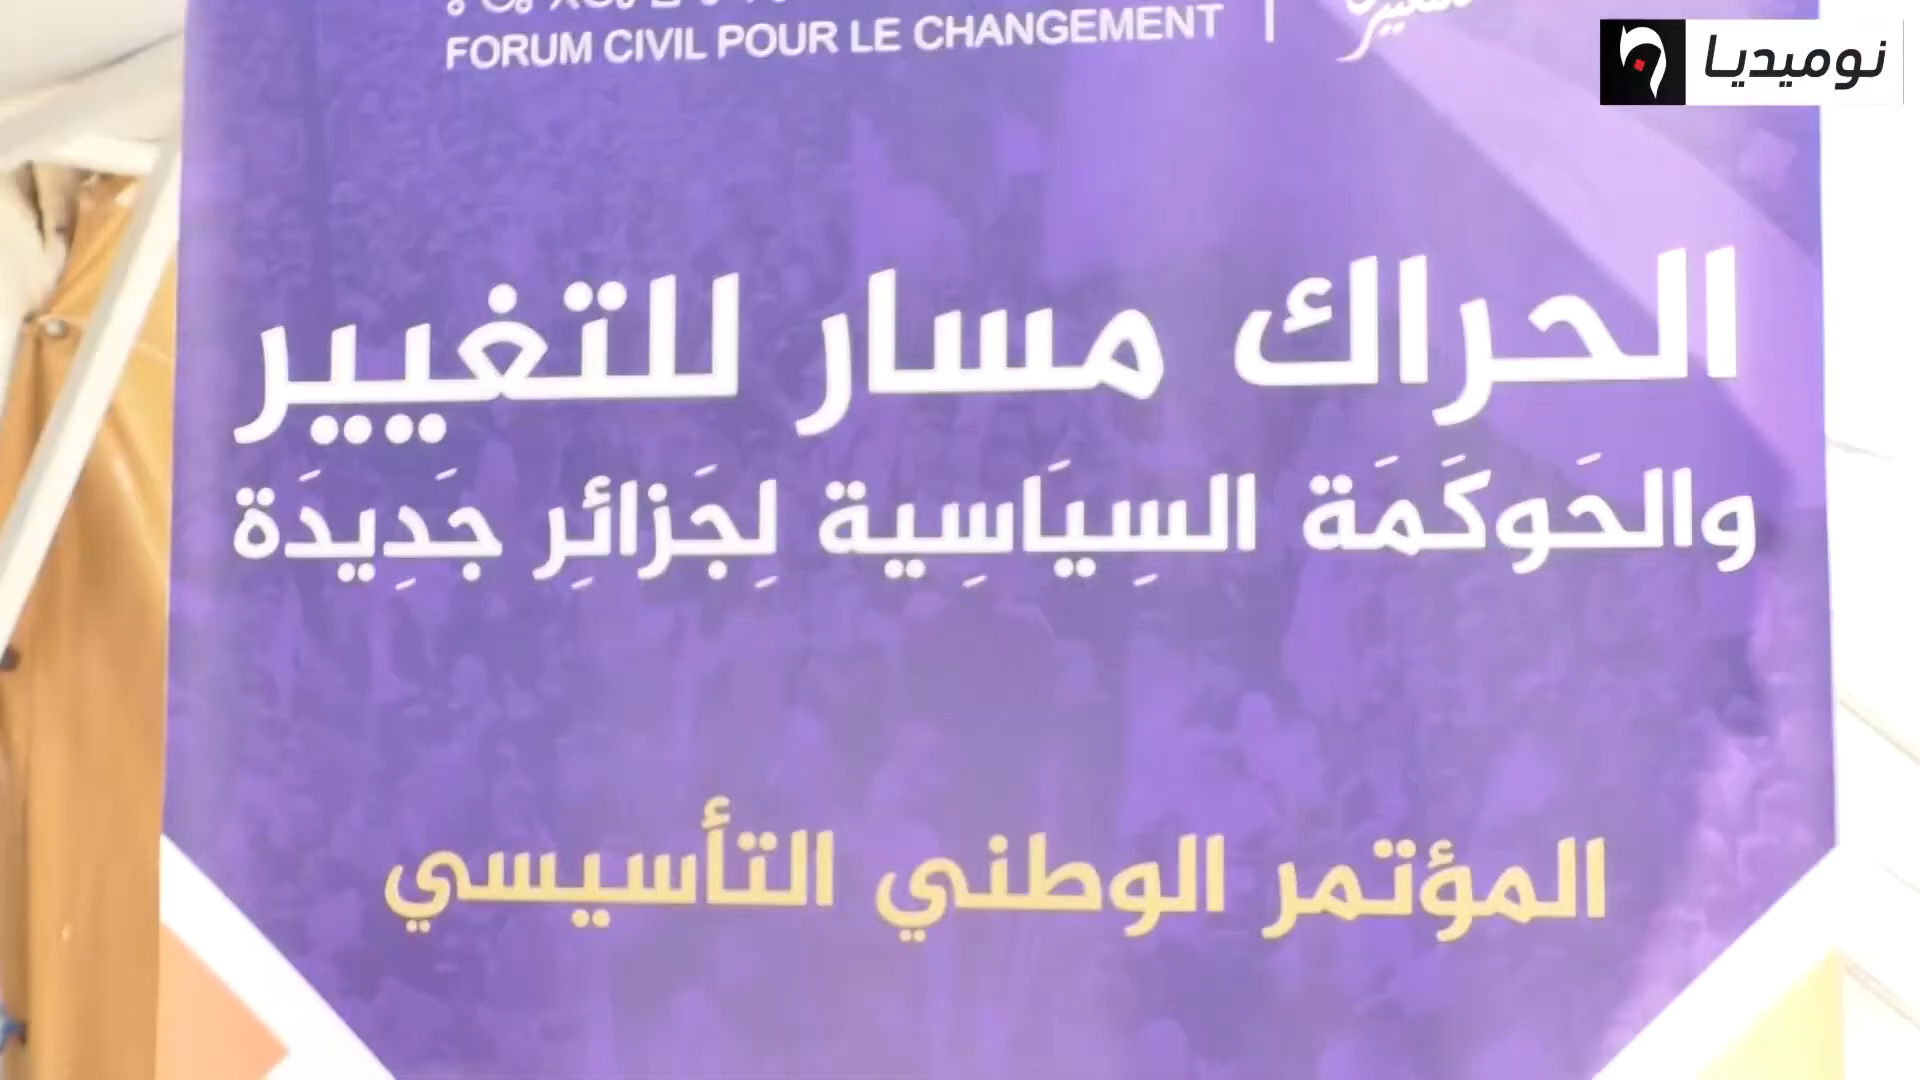 FORUM CIVIL POUR LE CHANGEMENT
نوميديا
الحراك مسار للتغيير
والحَوكَمَة السِيَاسِية لِجَزائِر جَدِيدَة
المؤتمر الوطني التأسيسي